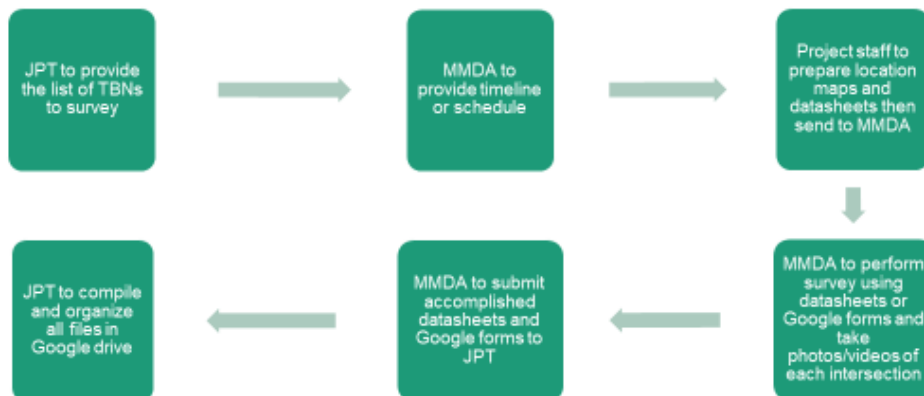 JPT to provide
the list of TBNs
to survey
MMDA to
provide timeline
or schedule
Project staff to
prepare location
maps and
datasheets then
send to MMDA
MMDA to perform
survey using
datasheets or
Google forms and
take
photos/videos of
each intersection
MMDA to submit
accomplished
datasheets and
Google forms to
JPT
JPT to compile
and organize
all files in
Google drive